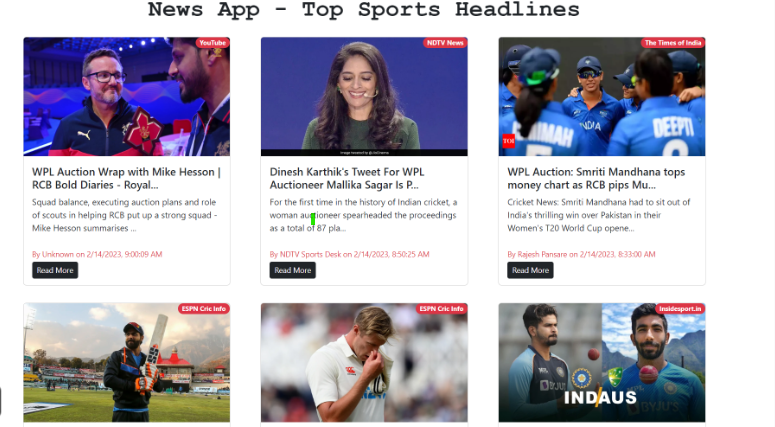 News App - Top Sports Headlines
YouTube
NDTV News
The Times of India
WPL Auction Wrap with Mike Hesson |
RCB Bold Diaries - Royal...
Squad balance, executing auction plans and role
of scouts in helping RCB put up a strong squad -
Mike Hesson summarises ...
By Unknown on 2/14/2023, 9:00:09 AM
Read More
Dinesh Karthik's Tweet For WPL
Auctioneer Mallika Sagar Is P...
For the first time in the history of Indian cricket, a
woman auctioneer spearheaded the proceedings
as a total of 87 pla...
By NDTV Sports Desk on 2/14/2023, 8:50:25 AM
Read More
INDIA
DEEPTI
TOI
WPL Auction: Smriti Mandhana tops
money chart as RCB pips Mu...
Cricket News: Smriti Mandhana had to sit out of
India's thrilling win over Pakistan in their
Women's T20 World Cup opene...
By Rajesh Pansare on 2/14/2023, 8:33:00 AM
Read More
ESPN Cric Info
ESPN Cric Info
insidesport.in
IND/AUS